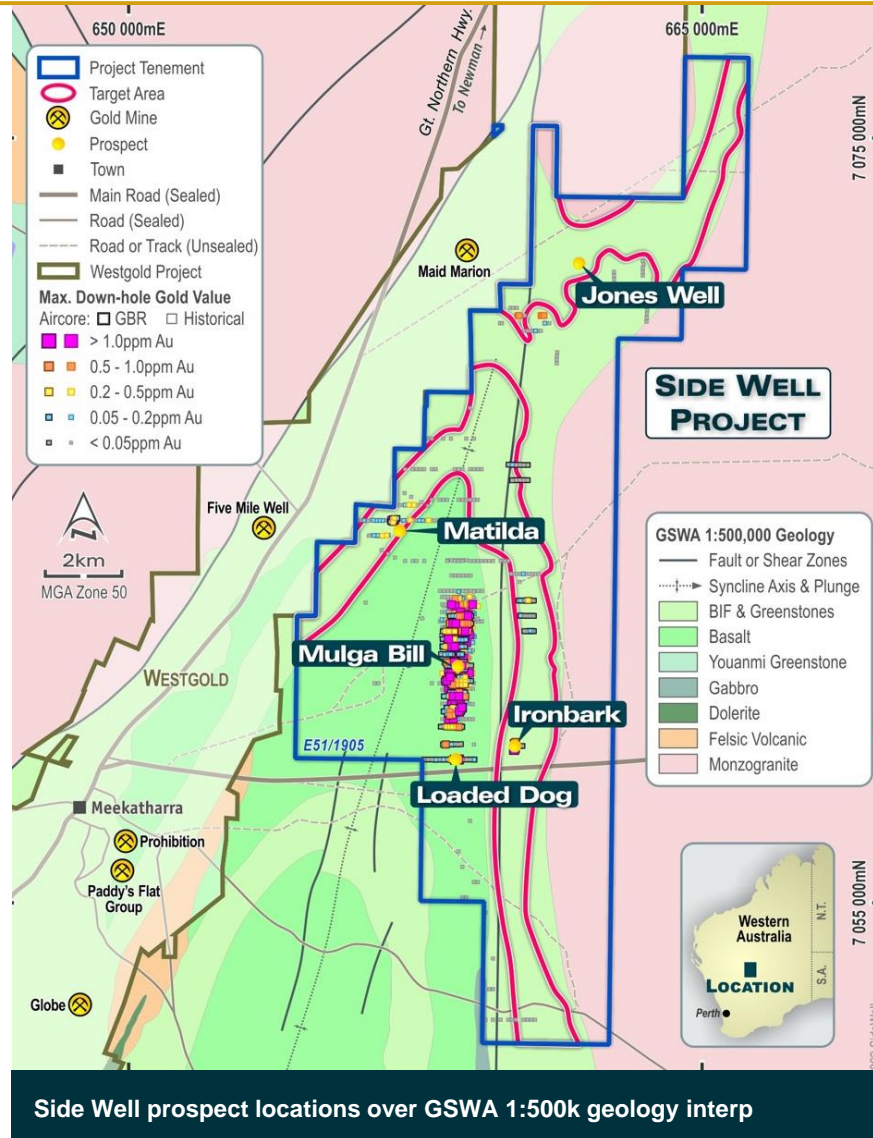 650 000mE
665 000mE
7 075 000mN
7 055 000mN
Gt. Northern Hwy.
To Newman →
Project Tenement
Target Area
Gold Mine
Prospect
Town
Main Road (Sealed)
Road (Sealed)
Road or Track (Unsealed)
Westgold Project
Max. Down-hole Gold Value
Aircore: GBR Historical
> 1.0ppm Au
0.5 - 1.0ppm Au
0.2 - 0.5ppm Au
0.05 - 0.2ppm Au
< 0.05ppm Au
Maid Marion
Jones Well
SIDE WELL
PROJECT
Five Mile Well
Matilda
N
2km
MGA Zone 50
GSWA 1:500,000 Geology
Fault or Shear Zones
Syncline Axis & Plunge
BIF & Greenstones
Basalt
Youanmi Greenstone
Gabbro
Dolerite
Felsic Volcanic
Monzogranite
Mulga Bill
WESTGOLD
Ironbark
E51/1905
Loaded Dog
Meekatharra
Prohibition
Paddy's Flat
Group
Globe
Western
Australia
N.T.
S.A.
LOCATION
Perth
Side Well prospect locations over GSWA 1:500k geology interp